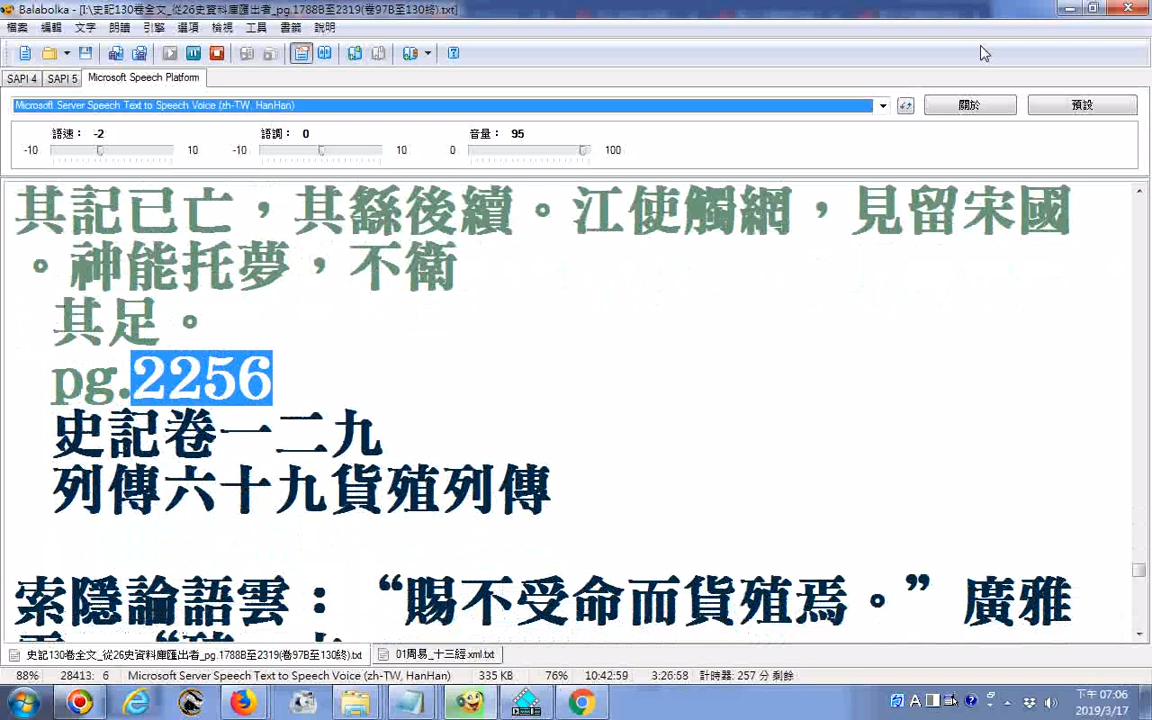 Balabolka - [I:\史記130卷全文_從26史資料庫匯出者_pg.1788B至2319(卷97B至130終).txt]
檔案 編輯 文字 朗讀 引擎 選項 檢視 工具 書籤 說明
SAPI 4 SAPI 5 Microsoft Speech Platform
Microsoft Server Speech Text to Speech Voice (zh-TW, HanHan) 關於 預設
語速： -2 語調： 0 音量： 95
-10 10 -10 10 0 100
其記已亡，其繇後續。江使觸網，見留宋國
。神能托夢，不衛
其足。
pg.2256
史記卷一二九
列傳六十九貨殖列傳
索隱論語雲：“賜不受命而貨殖焉。”廣雅
史記130卷全文_從26史資料庫匯出者_pg.1788B至2319(卷97B至130終).txt 01周易_十三經.xml.txt
88% 28413: 6 Microsoft Server Speech Text to Speech Voice (zh-TW, HanHan) 335 KB 76% 10:42:59 3:26:58 計時器: 257 分 剩餘
下午 07:06
2019/3/17